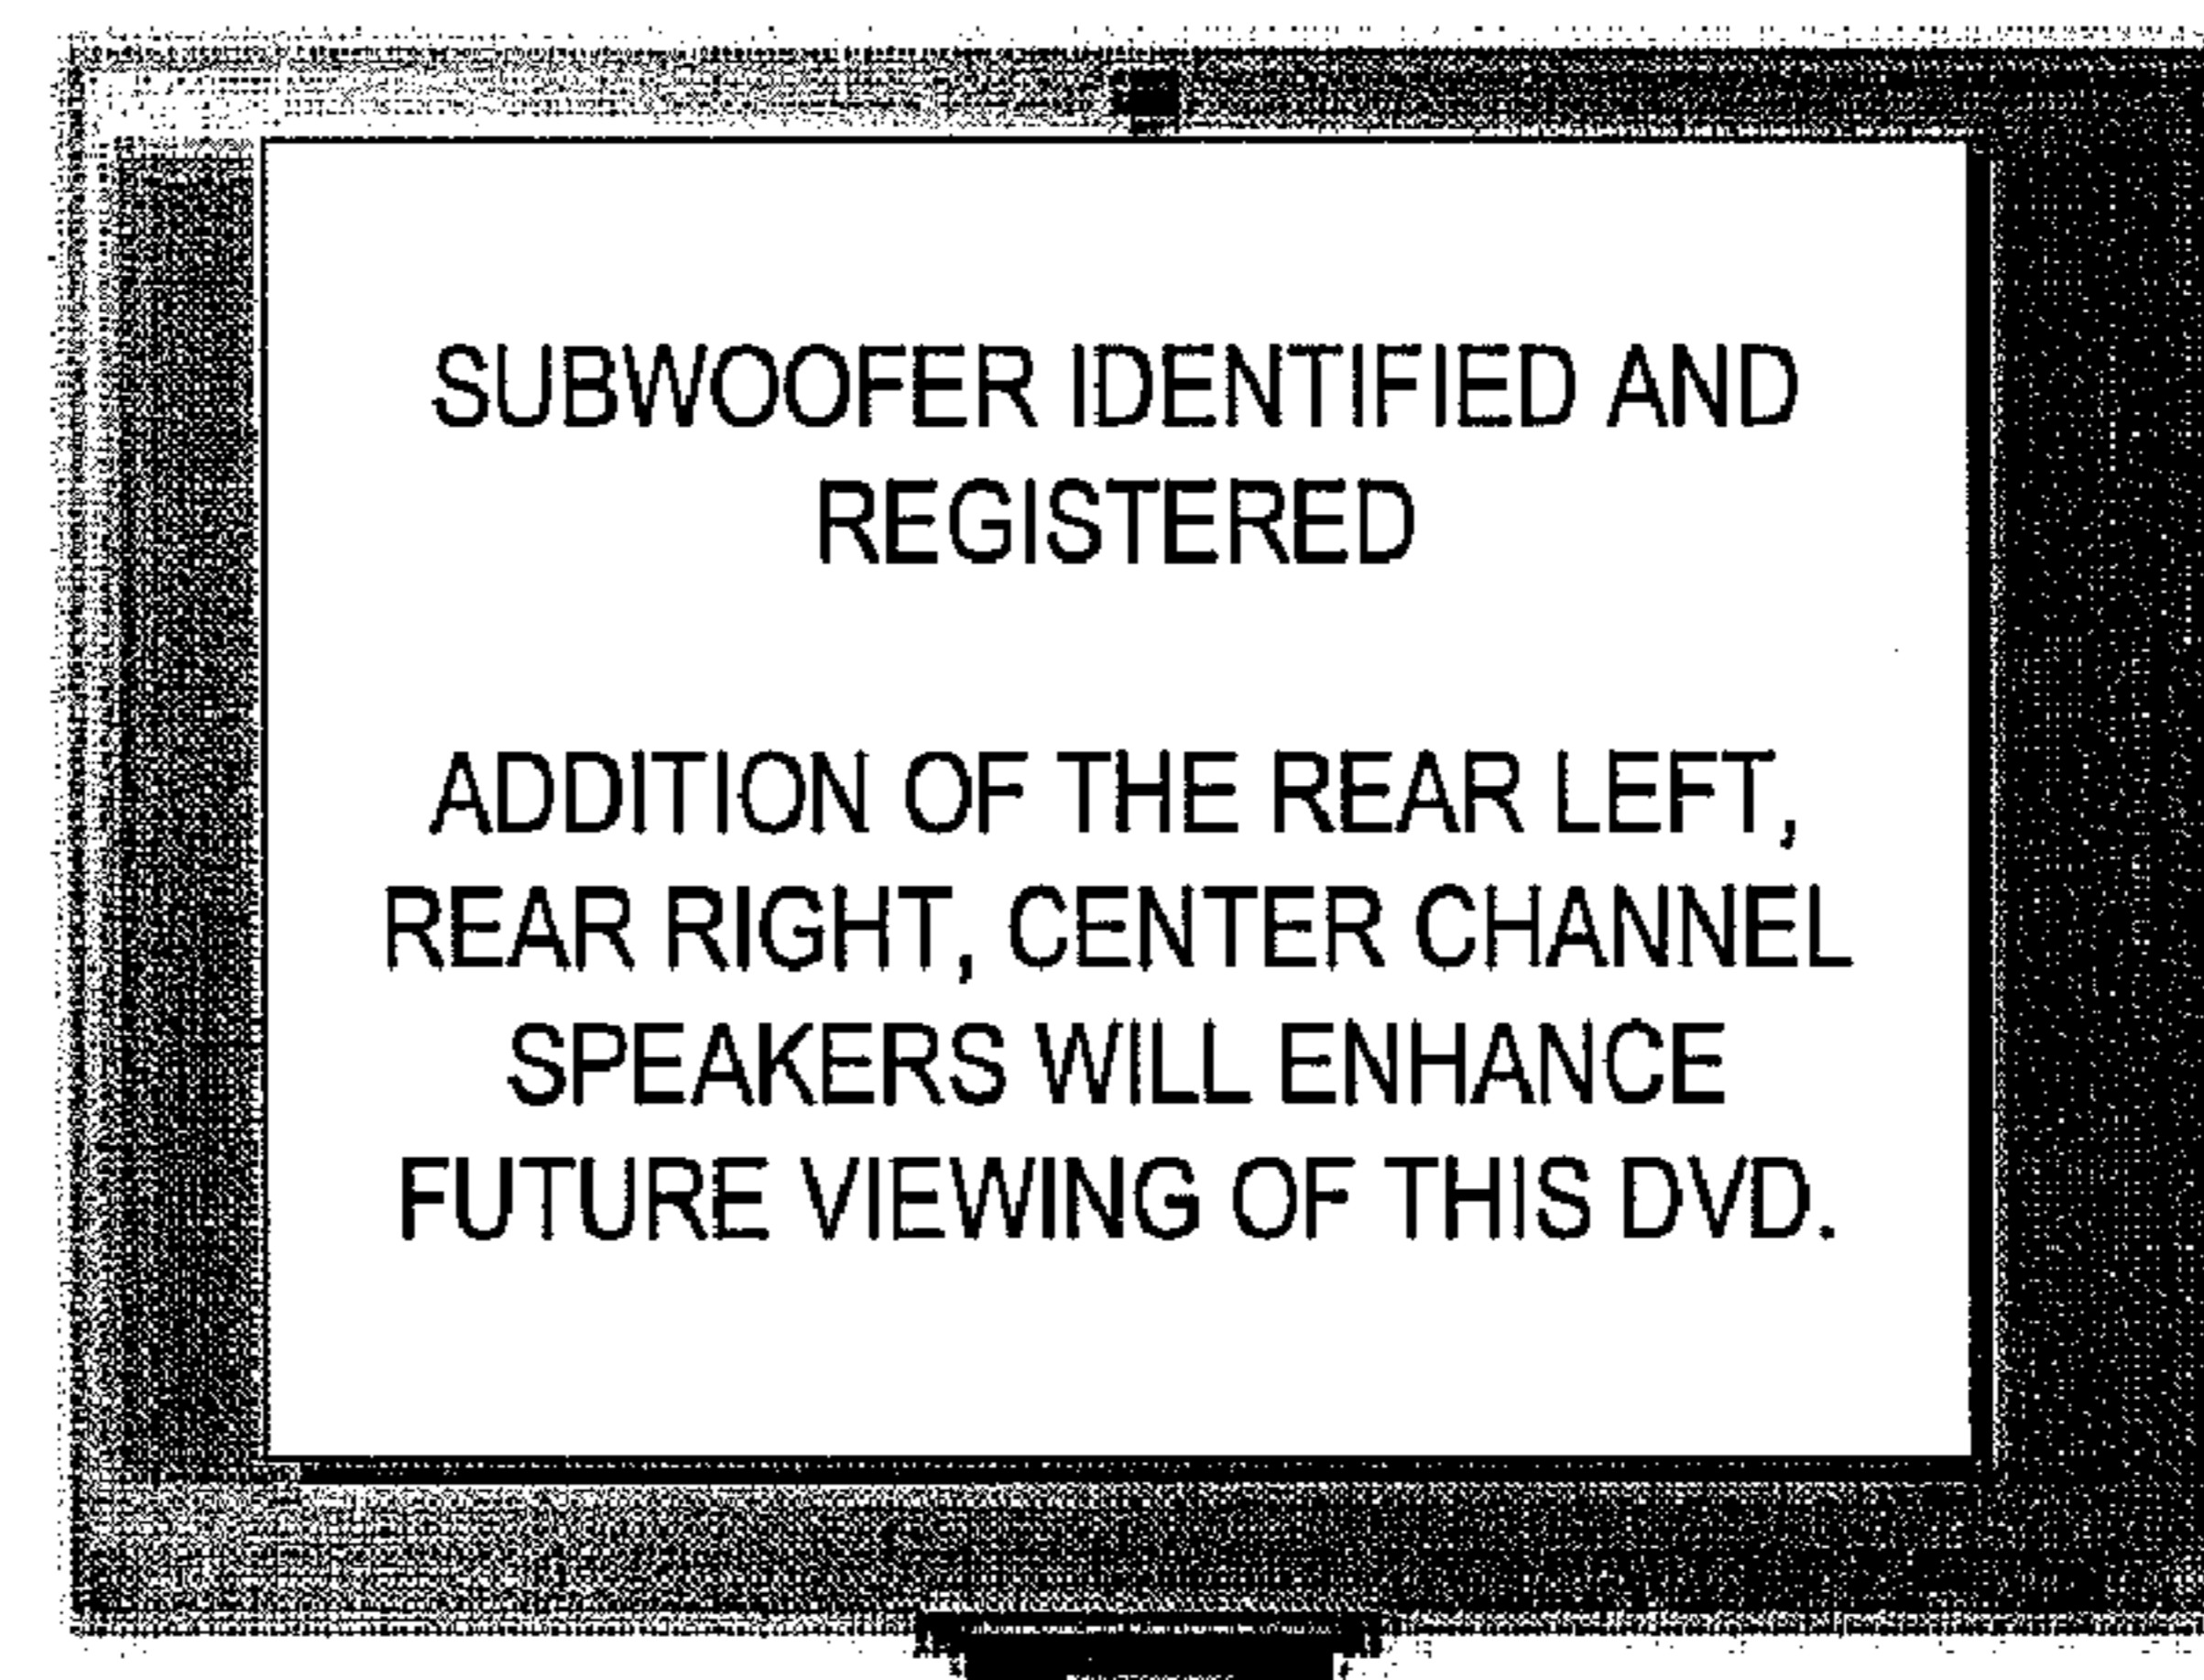 SUBWOOFER IDENTIFIED AND
REGISTERED
ADDITION OF THE REAR LEFT,
REAR RIGHT, CENTER CHANNEL
SPEAKERS WILL ENHANCE
FUTURE VIEWING OF THIS DVD.